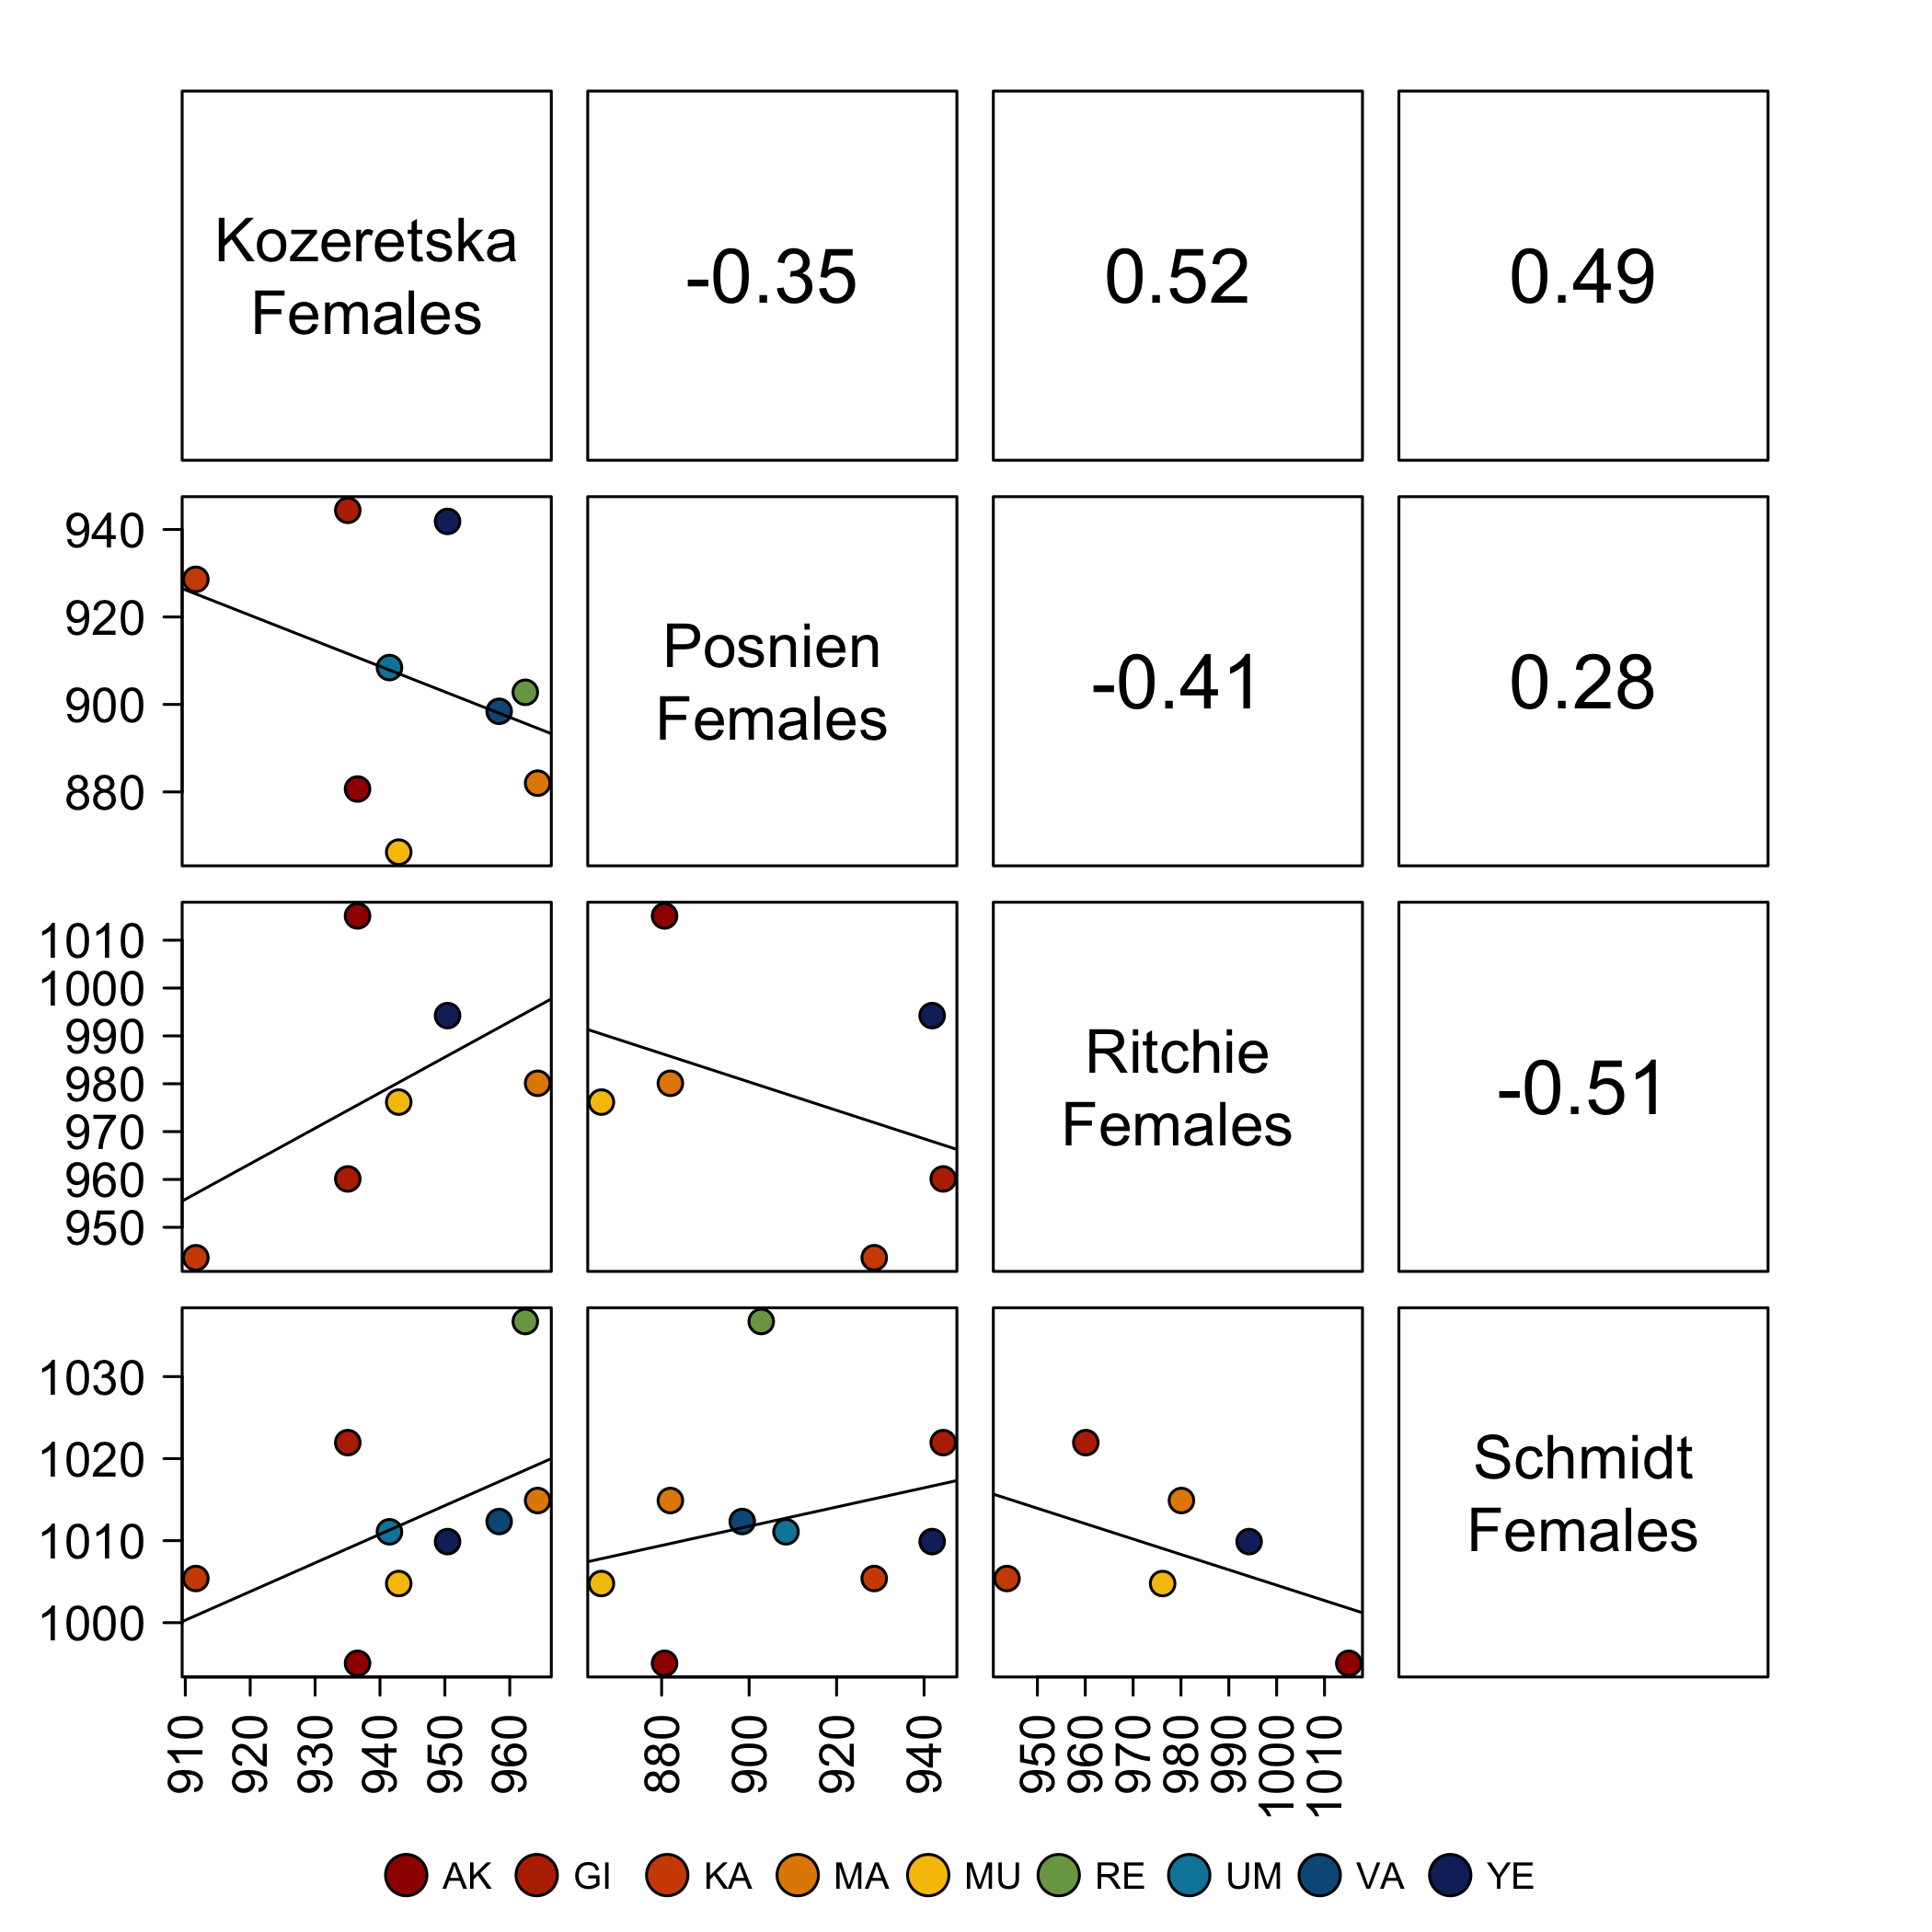 Kozeretska
Females
-0.35
0.52
0.49
940
920
900
880
Posnien
Females
-0.41
0.28
1010
1000
990
980
970
960
950
Ritchie
Females
-0.51
1030
1020
1010
1000
Schmidt
Females
910 920 930 940 950 960
880 900 920 940
950 960 970 980 990 1000 1010
AK GI KA MA MU RE UM VA YE